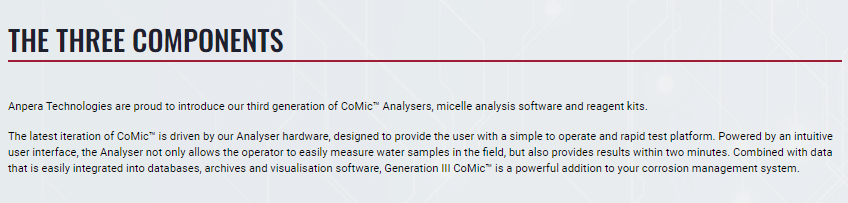 THE THREE COMPONENTS
Anpera Technologies are proud to introduce our third generation of CoMic™ Analysers, micelle analysis software and reagent kits.
The latest iteration of CoMic™ is driven by our Analyser hardware, designed to provide the user with a simple to operate and rapid test platform. Powered by an intuitive
user interface, the Analyser not only allows the operator to easily measure water samples in the field, but also provides results within two minutes. Combined with data
that is easily integrated into databases, archives and visualisation software, Generation III CoMic™ is a powerful addition to your corrosion management system.